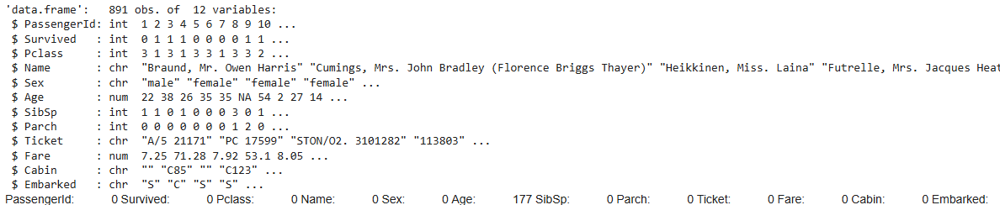 'data.frame':   891 obs. of  12 variables:
 $ PassengerId: int  1 2 3 4 5 6 7 8 9 10 ...
 $ Survived   : int  0 1 1 1 0 0 0 0 1 1 ...
 $ Pclass     : int  3 1 3 1 3 3 1 3 3 2 ...
 $ Name       : chr  "Braund, Mr. Owen Harris" "Cumings, Mrs. John Bradley (Florence Briggs Thayer)" "Heikkinen, Miss. Laina" "Futrelle, Mrs. Jacques Heat
 $ Sex        : chr  "male" "female" "female" "female" ...
 $ Age        : num  22 38 26 35 35 NA 54 2 27 14 ...
 $ SibSp      : int  1 1 0 1 0 0 0 3 0 1 ...
 $ Parch      : int  0 0 0 0 0 0 0 1 2 0 ...
 $ Ticket     : chr  "A/5 21171" "PC 17599" "STON/O2. 3101282" "113803" ...
 $ Fare       : num  7.25 71.28 7.92 53.1 8.05 ...
 $ Cabin      : chr  "" "C85" "" "C123" ...
 $ Embarked   : chr  "S" "C" "S" "S" ...
PassengerId: 0 Survived: 0 Pclass: 0 Name: 0 Sex: 0 Age: 177 SibSp: 0 Parch: 0 Ticket: 0 Fare: 0 Cabin: 0 Embarked: